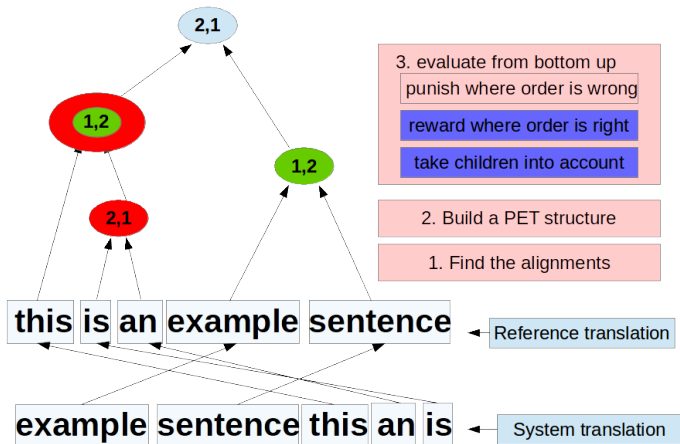 2,1
3. evaluate from bottom up
punish where order is wrong
1,2
reward where order is right
1,2
take children into account
2,1
2. Build a PET structure
1. Find the alignments
this is an example sentence
Reference translation
example sentence this an is
System translation